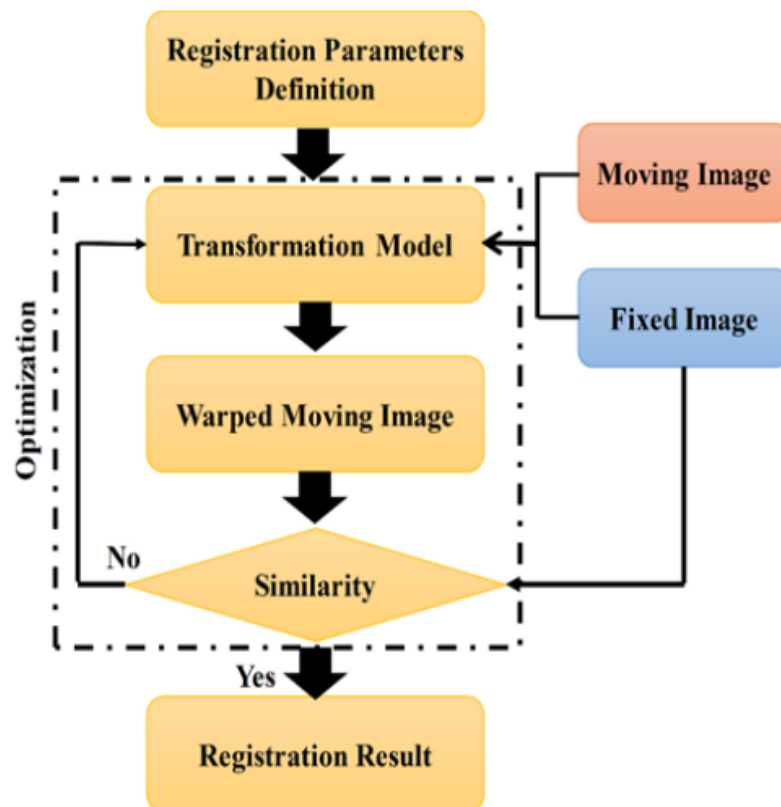 Registration Parameters
Definition
Moving Image
Transformation Model
Fixed Image
Optimization
Warped Moving Image
No
Similarity
Yes
Registration Result